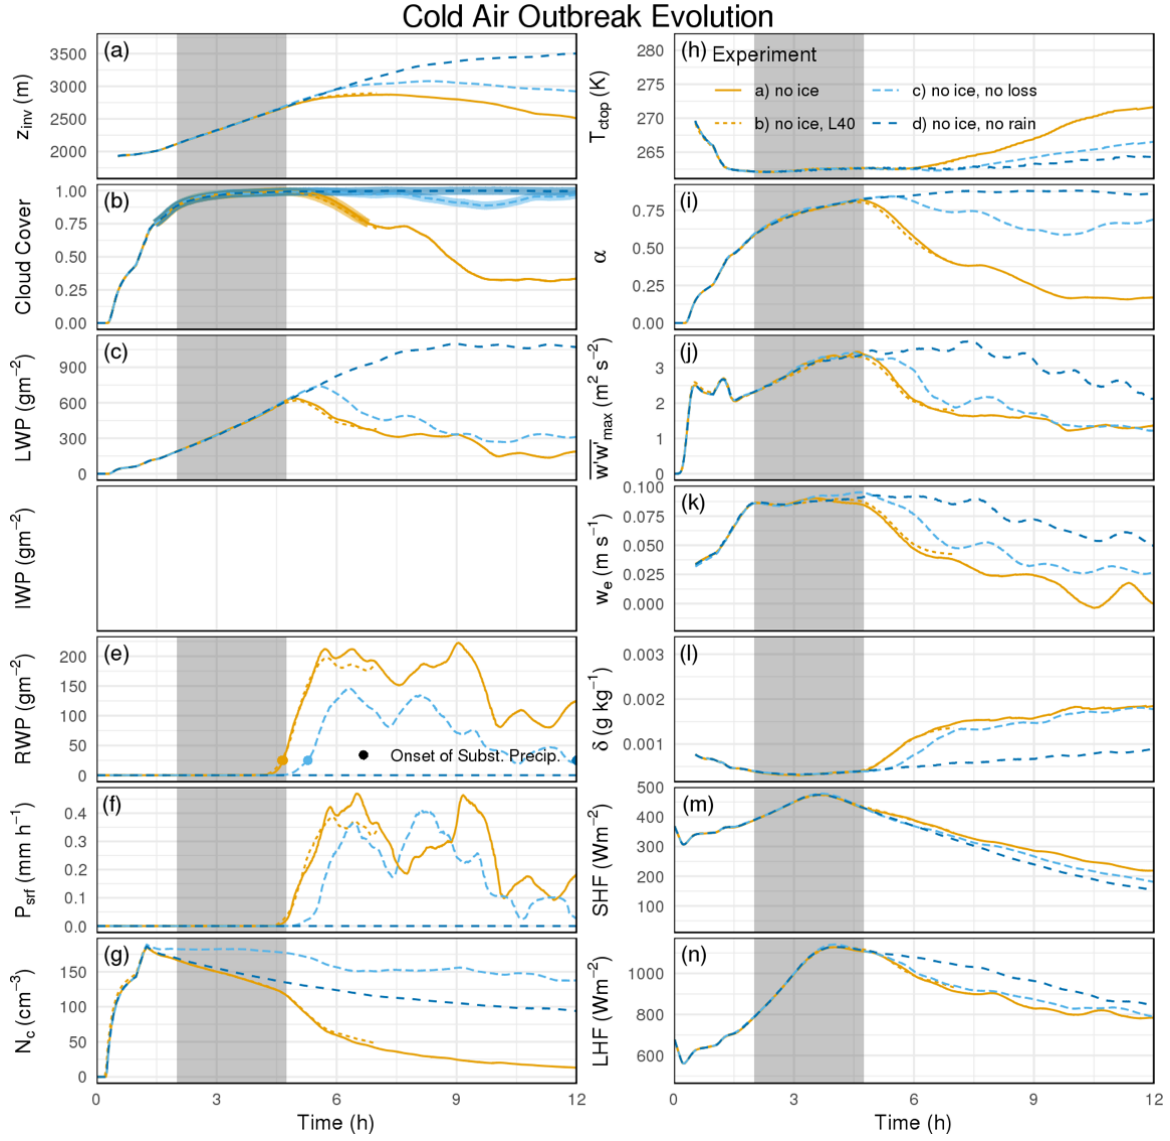 Cold Air Outbreak Evolution
(a)
z_inv (m)
3500
3000
2500
2000
(b)
Cloud Cover
1.00
0.75
0.50
0.25
0.00
(c)
LWP (gm⁻²)
900
600
300
0
IWP (gm⁻²)
(e)
RWP (gm⁻²)
200
150
100
50
25
0
Onset of Subst. Precip.
(f)
P_srf (mm h⁻¹)
0.4
0.3
0.2
0.1
0.0
(g)
N_c (cm⁻³)
150
100
50
0
0 3 6 9 12
Time (h)
(h)
T_ctop (K)
280
275
270
265
Experiment
a) no ice
b) no ice, L40
c) no ice, no loss
d) no ice, no rain
(i)
α
0.75
0.50
0.25
0.00
(j)
w'w'_max (m² s⁻²)
3
2
1
0
(k)
w_e (m s⁻¹)
0.100
0.075
0.050
0.025
0.000
(l)
δ (g kg⁻¹)
0.003
0.002
0.001
0.000
(m)
SHF (Wm⁻²)
500
400
300
200
100
(n)
LHF (Wm⁻²)
1000
800
600
0 3 6 9 12
Time (h)